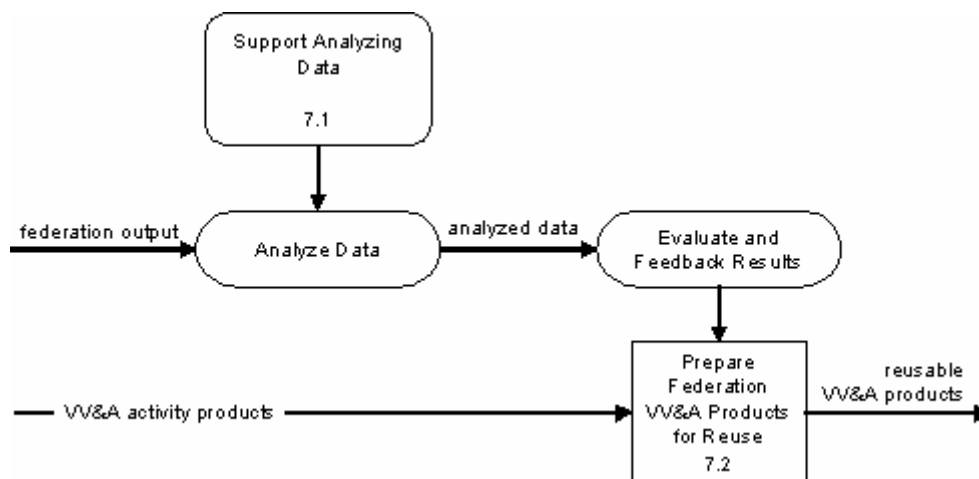 Support Analyzing
Data
7.1
federation output
Analyze Data
analyzed data
Evaluate and
Feedback Results
VV&A activity products
Prepare
Federation
VV&A Products
for Reuse
7.2
reusable
VV&A products